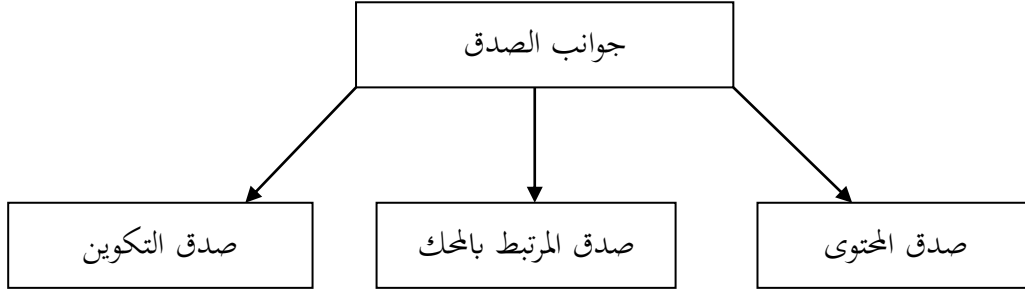 جوانب الصدق
صدق المحتوى
صدق المرتبط بالمحك
صدق التكوين